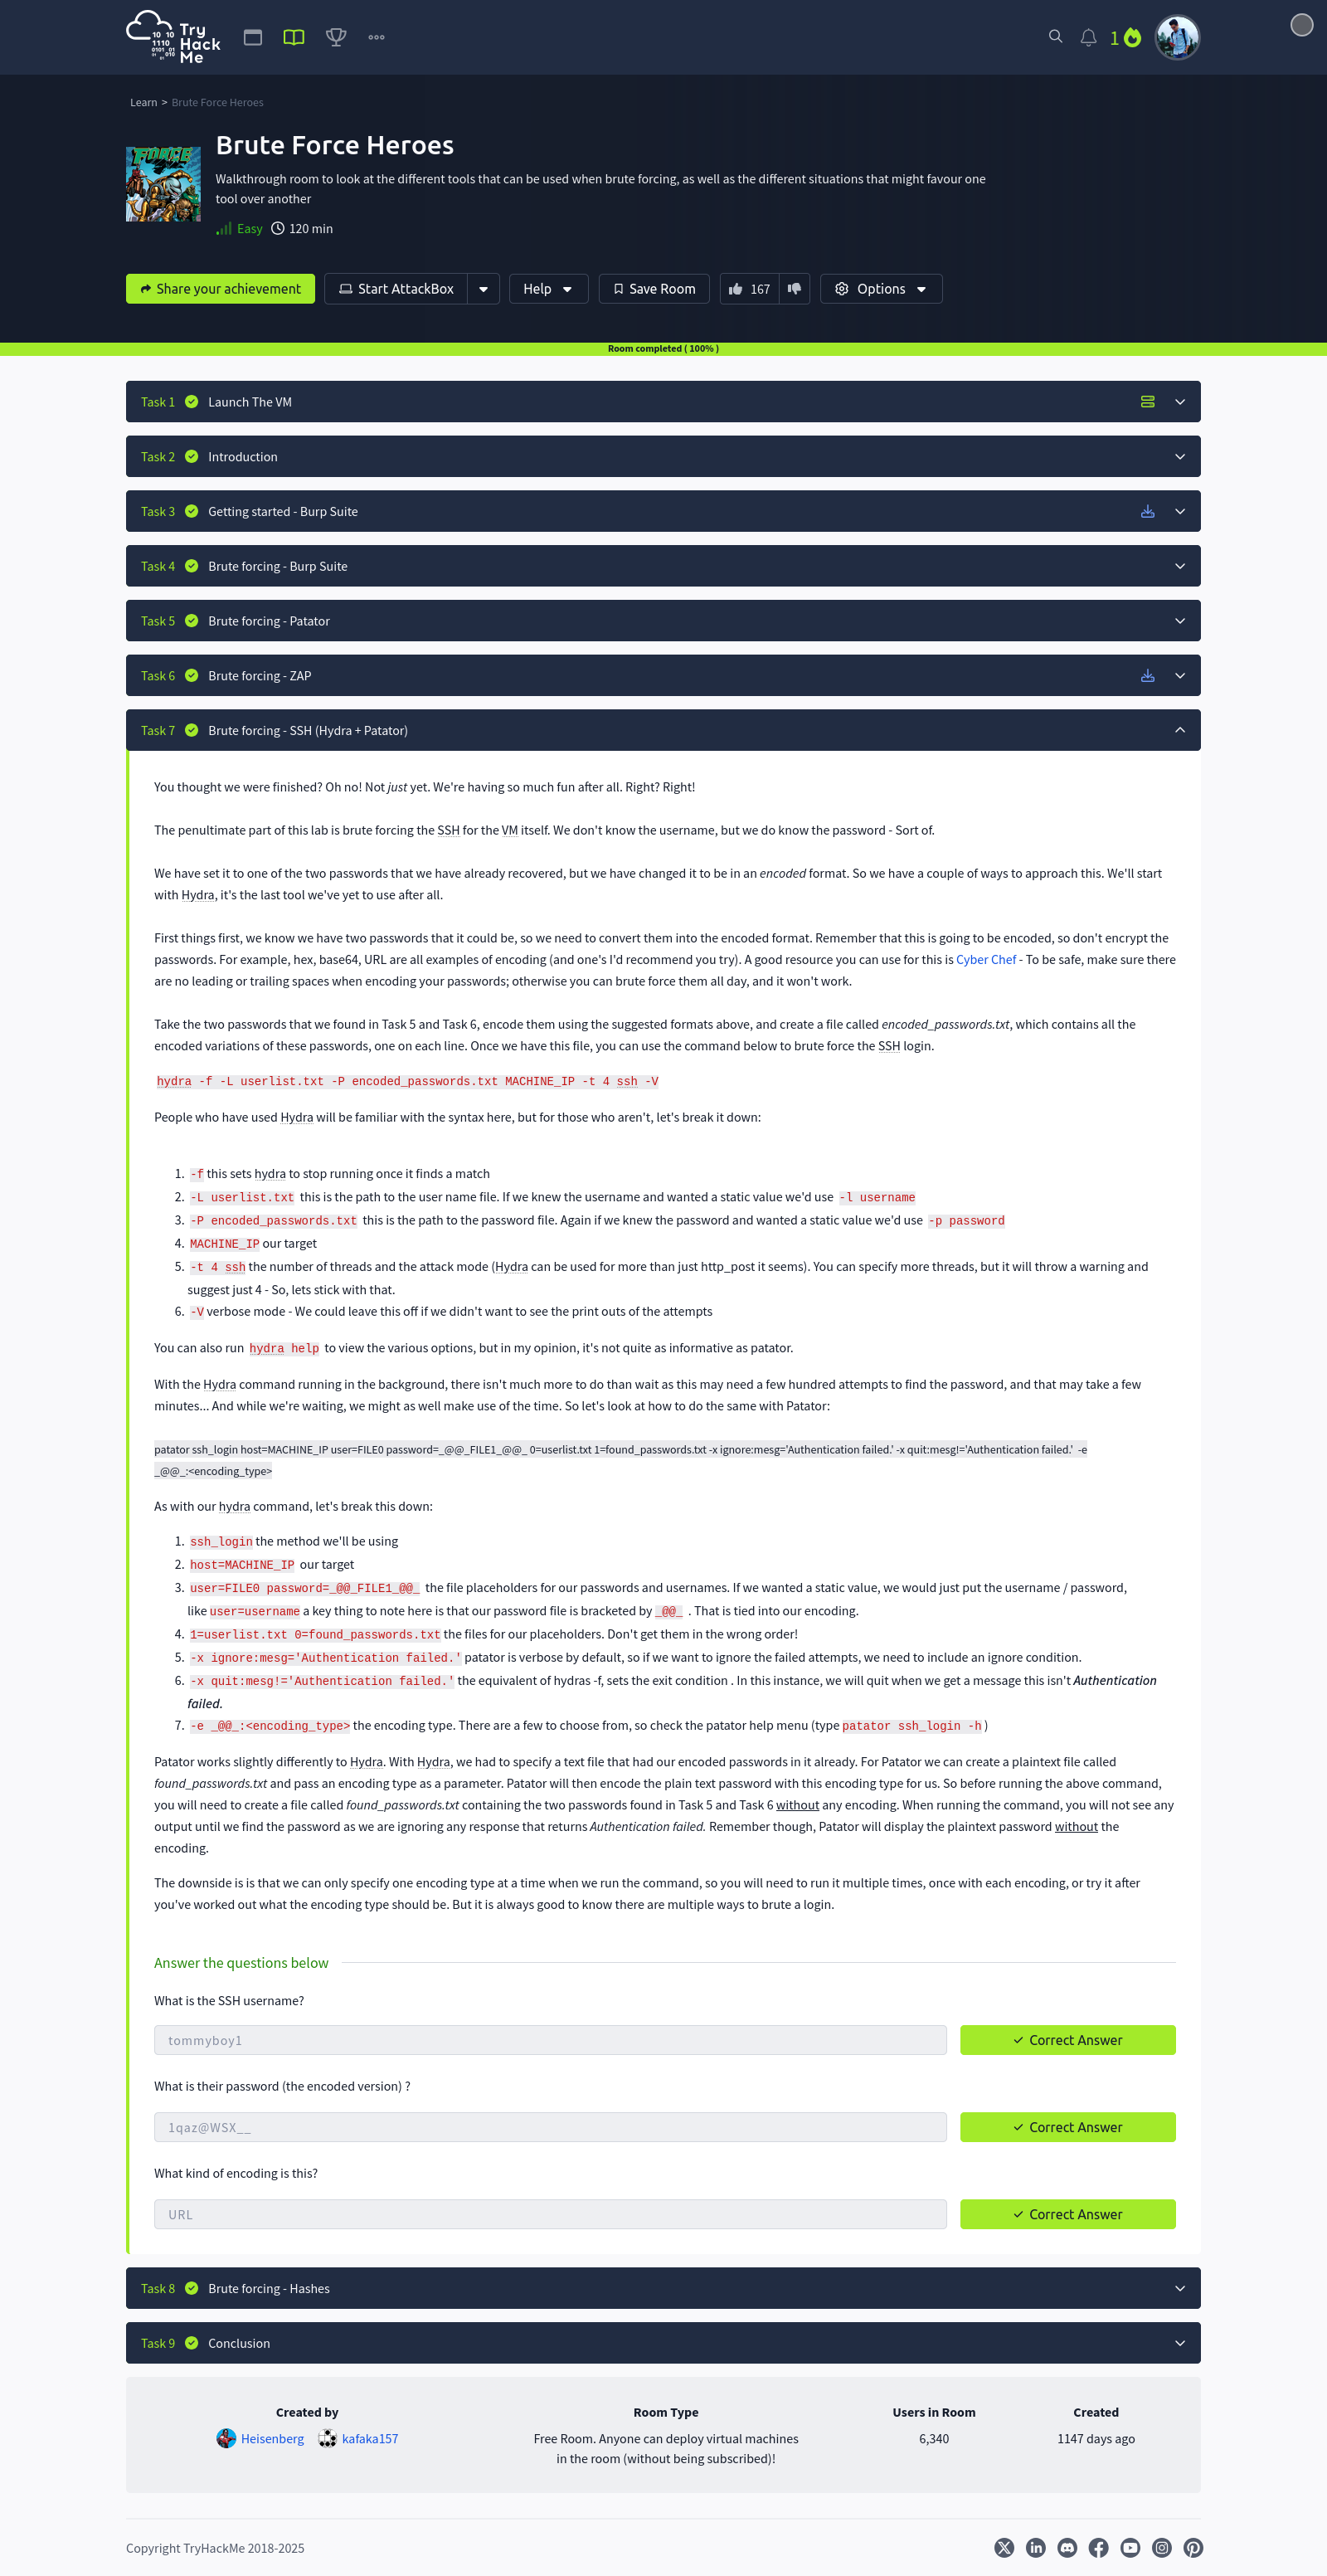 Try
Hack
Me
10 10
1110
0101 01
1
Learn > Brute Force Heroes
FORCE
Brute Force Heroes
Walkthrough room to look at the different tools that can be used when brute forcing, as well as the different situations that might favour one
tool over another
Easy 120 min
Share your achievement Start AttackBox Help Save Room 167 Options
Room completed ( 100% )
Task 1 Launch The VM
Task 2 Introduction
Task 3 Getting started - Burp Suite
Task 4 Brute forcing - Burp Suite
Task 5 Brute forcing - Patator
Task 6 Brute forcing - ZAP
Task 7 Brute forcing - SSH (Hydra + Patator)
You thought we were finished? Oh no! Not just yet. We're having so much fun after all. Right? Right!
The penultimate part of this lab is brute forcing the SSH for the VM itself. We don't know the username, but we do know the password - Sort of.
We have set it to one of the two passwords that we have already recovered, but we have changed it to be in an encoded format. So we have a couple of ways to approach this. We'll start
with Hydra, it's the last tool we've yet to use after all.
First things first, we know we have two passwords that it could be, so we need to convert them into the encoded format. Remember that this is going to be encoded, so don't encrypt the
passwords. For example, hex, base64, URL are all examples of encoding (and one's I'd recommend you try). A good resource you can use for this is Cyber Chef - To be safe, make sure there
are no leading or trailing spaces when encoding your passwords; otherwise you can brute force them all day, and it won't work.
Take the two passwords that we found in Task 5 and Task 6, encode them using the suggested formats above, and create a file called encoded_passwords.txt, which contains all the
encoded variations of these passwords, one on each line. Once we have this file, you can use the command below to brute force the SSH login.
hydra -f -L userlist.txt -P encoded_passwords.txt MACHINE_IP -t 4 ssh -V
People who have used Hydra will be familiar with the syntax here, but for those who aren't, let's break it down:
1. -f this sets hydra to stop running once it finds a match
2. -L userlist.txt this is the path to the user name file. If we knew the username and wanted a static value we'd use -l username
3. -P encoded_passwords.txt this is the path to the password file. Again if we knew the password and wanted a static value we'd use -p password
4. MACHINE_IP our target
5. -t 4 ssh the number of threads and the attack mode (Hydra can be used for more than just http_post it seems). You can specify more threads, but it will throw a warning and
suggest just 4 - So, lets stick with that.
6. -V verbose mode - We could leave this off if we didn't want to see the print outs of the attempts
You can also run hydra help to view the various options, but in my opinion, it's not quite as informative as patator.
With the Hydra command running in the background, there isn't much more to do than wait as this may need a few hundred attempts to find the password, and that may take a few
minutes... And while we're waiting, we might as well make use of the time. So let's look at how to do the same with Patator:
patator ssh_login host=MACHINE_IP user=FILE0 password=_@@_FILE1_@@_ 0=userlist.txt 1=found_passwords.txt -x ignore:mesg='Authentication failed.' -x quit:mesg!='Authentication failed.' -e
_@@_:<encoding_type>
As with our hydra command, let's break this down:
1. ssh_login the method we'll be using
2. host=MACHINE_IP our target
3. user=FILE0 password=_@@_FILE1_@@_ the file placeholders for our passwords and usernames. If we wanted a static value, we would just put the username / password,
like user=username a key thing to note here is that our password file is bracketed by _@@_ . That is tied into our encoding.
4. 1=userlist.txt 0=found_passwords.txt the files for our placeholders. Don't get them in the wrong order!
5. -x ignore:mesg='Authentication failed.' patator is verbose by default, so if we want to ignore the failed attempts, we need to include an ignore condition.
6. -x quit:mesg!='Authentication failed.' the equivalent of hydras -f, sets the exit condition . In this instance, we will quit when we get a message this isn't Authentication
failed.
7. -e _@@_:<encoding_type> the encoding type. There are a few to choose from, so check the patator help menu (type patator ssh_login -h )
Patator works slightly differently to Hydra. With Hydra, we had to specify a text file that had our encoded passwords in it already. For Patator we can create a plaintext file called
found_passwords.txt and pass an encoding type as a parameter. Patator will then encode the plain text password with this encoding type for us. So before running the above command,
you will need to create a file called found_passwords.txt containing the two passwords found in Task 5 and Task 6 without any encoding. When running the command, you will not see any
output until we find the password as we are ignoring any response that returns Authentication failed. Remember though, Patator will display the plaintext password without the
encoding.
The downside is is that we can only specify one encoding type at a time when we run the command, so you will need to run it multiple times, once with each encoding, or try it after
you've worked out what the encoding type should be. But it is always good to know there are multiple ways to brute a login.
Answer the questions below
What is the SSH username?
tommyboy1 Correct Answer
What is their password (the encoded version) ?
1qaz@WSX__ Correct Answer
What kind of encoding is this?
URL Correct Answer
Task 8 Brute forcing - Hashes
Task 9 Conclusion
Created by Room Type Users in Room Created
Heisenberg kafaka157 Free Room. Anyone can deploy virtual machines 6,340 1147 days ago
in the room (without being subscribed)!
Copyright TryHackMe 2018-2025